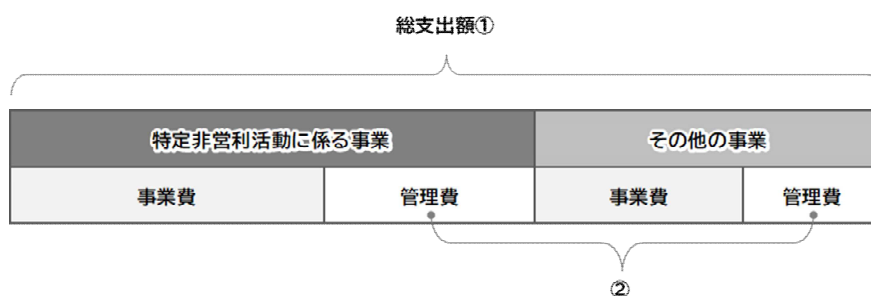 総支出額①
特定非営利活動に係る事業 その他の事業
事業費 管理費 事業費 管理費
②